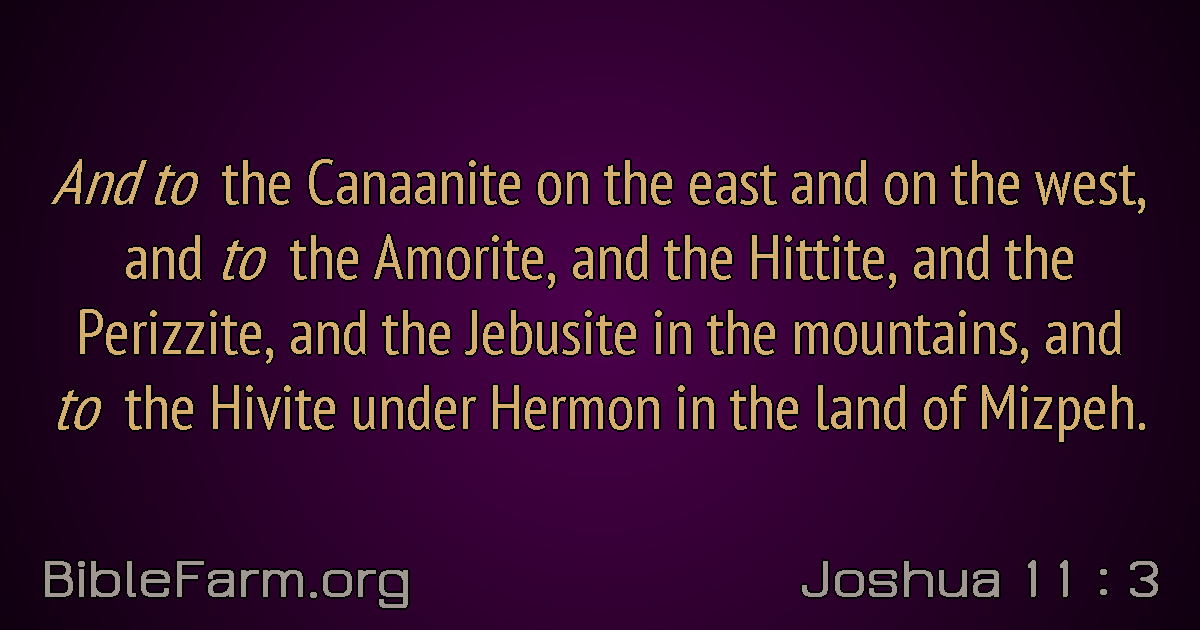 And to the Canaanite on the east and on the west,
and to the Amorite, and the Hittite, and the
Perizzite, and the Jebusite in the mountains, and
to the Hivite under Hermon in the land of Mizpeh.
BibleFarm.org
Joshua 11 : 3